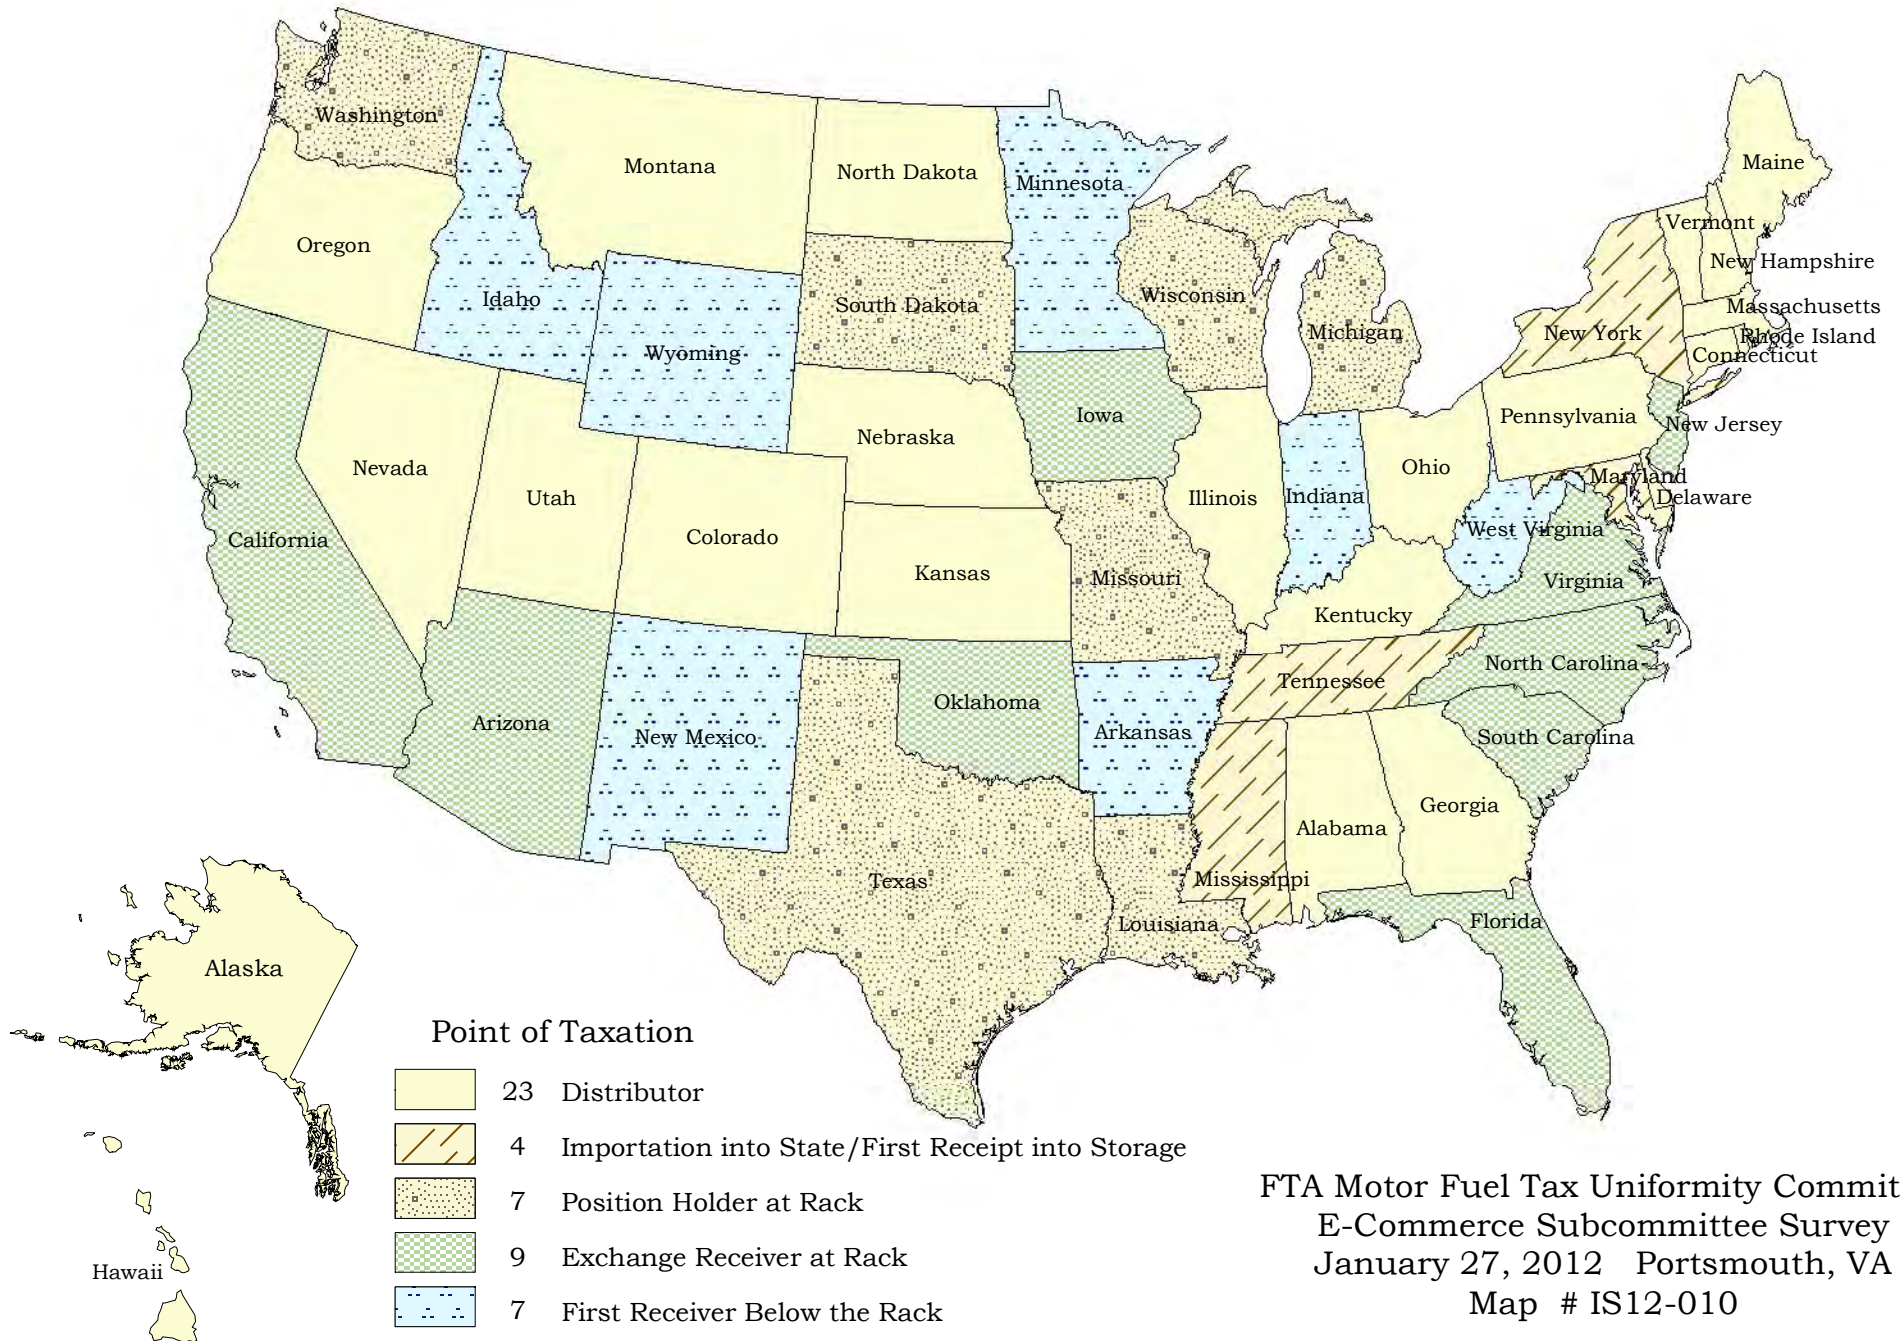 Washington
Montana
North Dakota
Minnesota
Maine
Oregon
Vermont
New Hampshire
Idaho
South Dakota
Wisconsin
Michigan
New York
Massachusetts
Rhode Island
Connecticut
Wyoming
Iowa
Pennsylvania
New Jersey
Nebraska
Nevada
Utah
Illinois
Indiana
Ohio
Maryland
Delaware
California
Colorado
West Virginia
Kansas
Missouri
Virginia
Kentucky
North Carolina
Tennessee
Oklahoma
Arizona
New Mexico
Arkansas
South Carolina
Georgia
Alabama
Texas
Mississippi
Louisiana
Florida
Alaska
Hawaii
Point of Taxation
23 Distributor
4 Importation into State/First Receipt into Storage
7 Position Holder at Rack
9 Exchange Receiver at Rack
7 First Receiver Below the Rack
FTA Motor Fuel Tax Uniformity Commit
E-Commerce Subcommittee Survey
January 27, 2012 Portsmouth, VA
Map # IS12-010